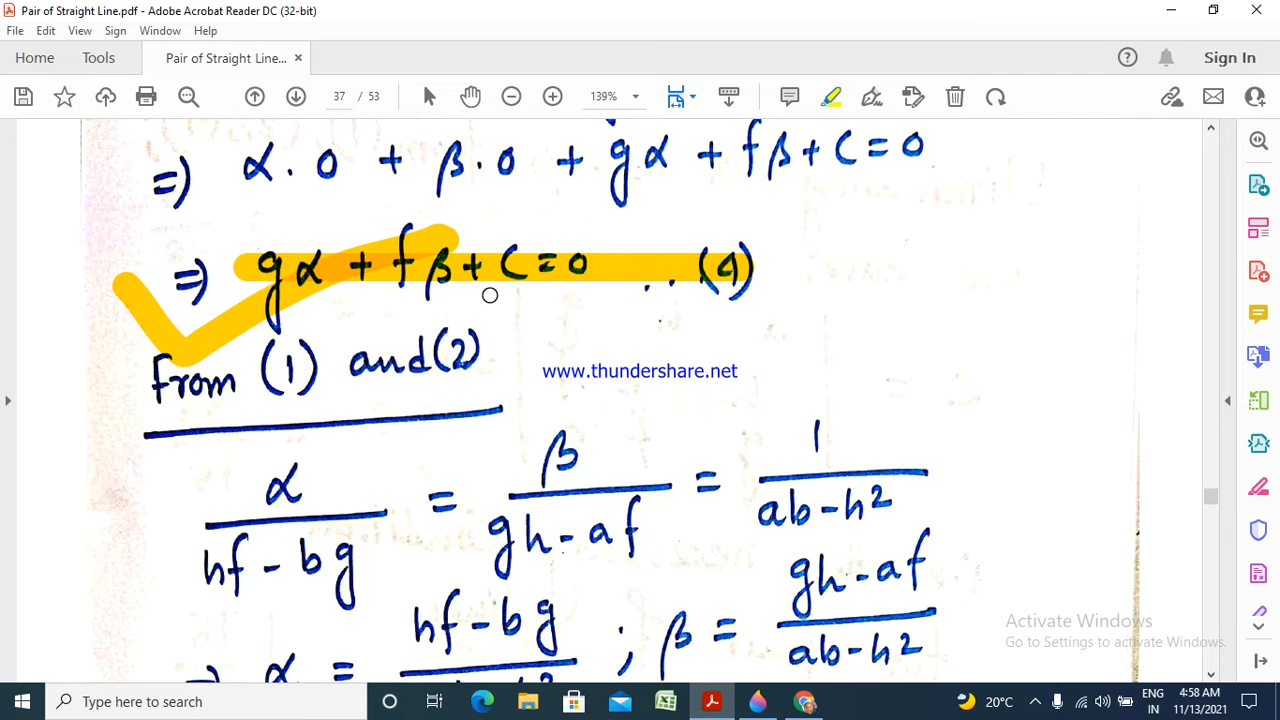 Pair of Straight Line.pdf - Adobe Acrobat Reader DC (32-bit)
File Edit View Sign Window Help
Home Tools Pair of Straight Line... × Sign In
37 / 53 139%
=) α. 0 + β. 0 + gα + fβ + C = 0
=) gα + fβ + C = 0 .. (4)
www.thundershare.net
From (1) and (2)
α / hf - bg = β / gh - af = 1 / ab - h²
α = hf - bg ; β = gh - af / ab - h²
Activate Windows
Go to Settings to activate Windows.
Type here to search 20°C ENG IN 4:58 AM 11/13/2021